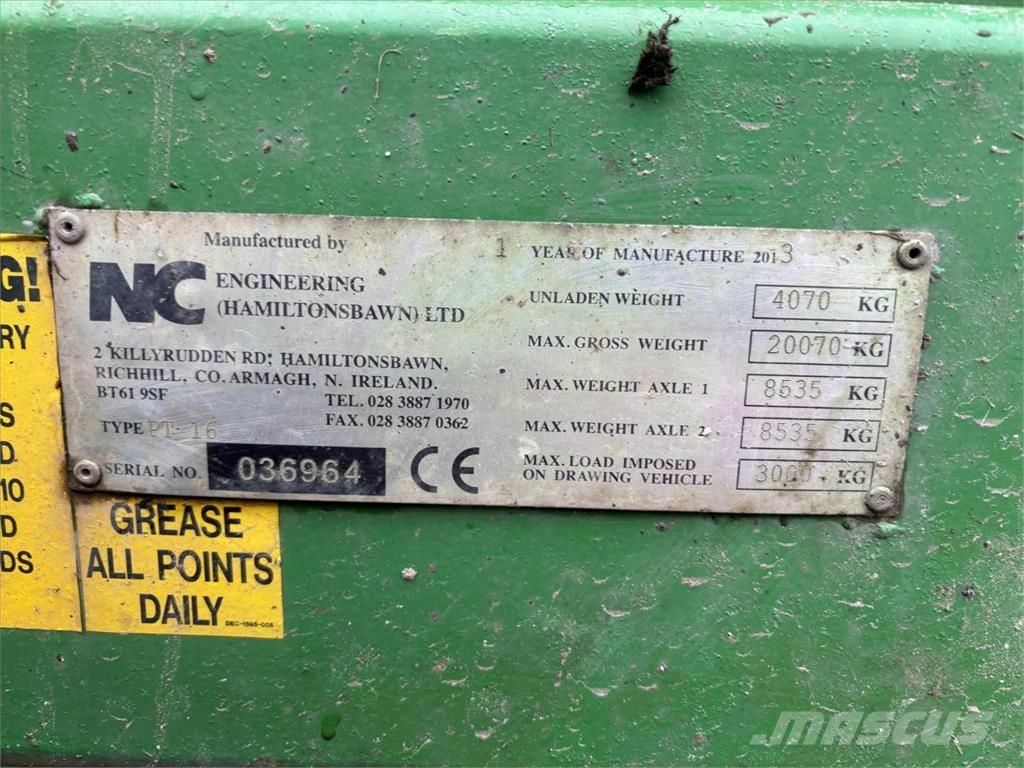 Manufactured by
NC ENGINEERING
(HAMILTONSBAWN) LTD
2 KILLYRUDDEN RD; HAMILTONSBAWN,
RICHHILL, CO. ARMAGH, N. IRELAND.
BT61 9SF
TEL. 028 3887 1970
FAX. 028 3887 0362
TYPE PT 16
SERIAL NO. 036964
CE
1 YEAR OF MANUFACTURE 2013
UNLADEN WEIGHT 4070 KG
MAX. GROSS WEIGHT 20070 KG
MAX. WEIGHT AXLE 1 8535 KG
MAX. WEIGHT AXLE 2 8535 KG
MAX. LOAD IMPOSED
ON DRAWING VEHICLE 3000 KG
G!
RY
S
D.
10
D
DS
GREASE
ALL POINTS
DAILY
DEC-1595-005
MASCUS